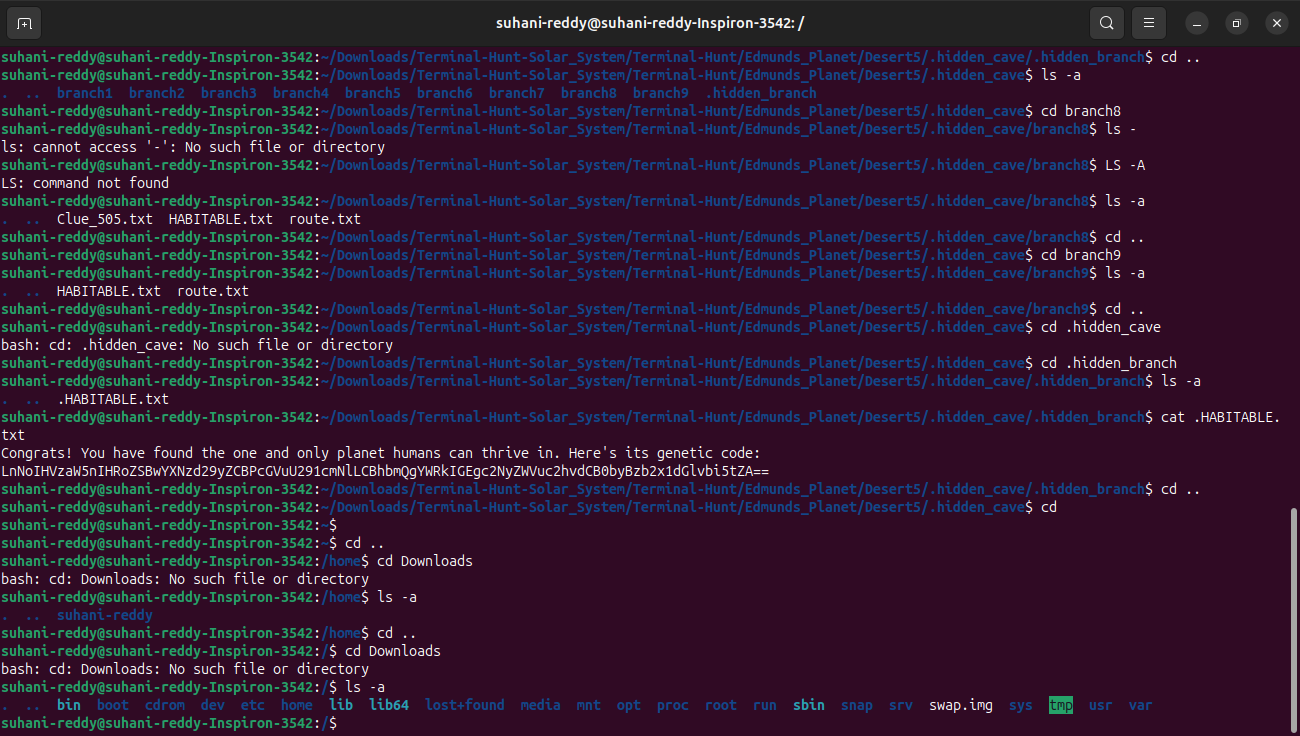 suhani-reddy@suhani-reddy-Inspiron-3542: /
suhani-reddy@suhani-reddy-Inspiron-3542:~/Downloads/Terminal-Hunt-Solar_System/Terminal-Hunt/Edmunds_Planet/Desert5/.hidden_cave/.hidden_branch$ cd ..
suhani-reddy@suhani-reddy-Inspiron-3542:~/Downloads/Terminal-Hunt-Solar_System/Terminal-Hunt/Edmunds_Planet/Desert5/.hidden_cave$ ls -a
.  ..  branch1  branch2  branch3  branch4  branch5  branch6  branch7  branch8  branch9  .hidden_branch
suhani-reddy@suhani-reddy-Inspiron-3542:~/Downloads/Terminal-Hunt-Solar_System/Terminal-Hunt/Edmunds_Planet/Desert5/.hidden_cave$ cd branch8
suhani-reddy@suhani-reddy-Inspiron-3542:~/Downloads/Terminal-Hunt-Solar_System/Terminal-Hunt/Edmunds_Planet/Desert5/.hidden_cave/branch8$ ls -
ls: cannot access '-': No such file or directory
suhani-reddy@suhani-reddy-Inspiron-3542:~/Downloads/Terminal-Hunt-Solar_System/Terminal-Hunt/Edmunds_Planet/Desert5/.hidden_cave/branch8$ LS -A
LS: command not found
suhani-reddy@suhani-reddy-Inspiron-3542:~/Downloads/Terminal-Hunt-Solar_System/Terminal-Hunt/Edmunds_Planet/Desert5/.hidden_cave/branch8$ ls -a
.  ..  Clue_505.txt  HABITABLE.txt  route.txt
suhani-reddy@suhani-reddy-Inspiron-3542:~/Downloads/Terminal-Hunt-Solar_System/Terminal-Hunt/Edmunds_Planet/Desert5/.hidden_cave/branch8$ cd ..
suhani-reddy@suhani-reddy-Inspiron-3542:~/Downloads/Terminal-Hunt-Solar_System/Terminal-Hunt/Edmunds_Planet/Desert5/.hidden_cave$ cd branch9
suhani-reddy@suhani-reddy-Inspiron-3542:~/Downloads/Terminal-Hunt-Solar_System/Terminal-Hunt/Edmunds_Planet/Desert5/.hidden_cave/branch9$ ls -a
.  ..  HABITABLE.txt  route.txt
suhani-reddy@suhani-reddy-Inspiron-3542:~/Downloads/Terminal-Hunt-Solar_System/Terminal-Hunt/Edmunds_Planet/Desert5/.hidden_cave/branch9$ cd ..
suhani-reddy@suhani-reddy-Inspiron-3542:~/Downloads/Terminal-Hunt-Solar_System/Terminal-Hunt/Edmunds_Planet/Desert5/.hidden_cave$ cd .hidden_cave
bash: cd: .hidden_cave: No such file or directory
suhani-reddy@suhani-reddy-Inspiron-3542:~/Downloads/Terminal-Hunt-Solar_System/Terminal-Hunt/Edmunds_Planet/Desert5/.hidden_cave$ cd .hidden_branch
suhani-reddy@suhani-reddy-Inspiron-3542:~/Downloads/Terminal-Hunt-Solar_System/Terminal-Hunt/Edmunds_Planet/Desert5/.hidden_cave/.hidden_branch$ ls -a
.  ..  .HABITABLE.txt
suhani-reddy@suhani-reddy-Inspiron-3542:~/Downloads/Terminal-Hunt-Solar_System/Terminal-Hunt/Edmunds_Planet/Desert5/.hidden_cave/.hidden_branch$ cat .HABITABLE.
txt
Congrats! You have found the one and only planet humans can thrive in. Here's its genetic code:
LnNoIHVzaW5nIHRoZSBwYXNzd29yZCBPcGVuU291cmNlLCBhbmQgYWRkIGEgc2NyZWVuc2hvdCB0byBzb2x1dGlvbi5tZA==
suhani-reddy@suhani-reddy-Inspiron-3542:~/Downloads/Terminal-Hunt-Solar_System/Terminal-Hunt/Edmunds_Planet/Desert5/.hidden_cave/.hidden_branch$ cd ..
suhani-reddy@suhani-reddy-Inspiron-3542:~/Downloads/Terminal-Hunt-Solar_System/Terminal-Hunt/Edmunds_Planet/Desert5/.hidden_cave$ cd
suhani-reddy@suhani-reddy-Inspiron-3542:~$
suhani-reddy@suhani-reddy-Inspiron-3542:~$ cd ..
suhani-reddy@suhani-reddy-Inspiron-3542:/home$ cd Downloads
bash: cd: Downloads: No such file or directory
suhani-reddy@suhani-reddy-Inspiron-3542:/home$ ls -a
.  ..  suhani-reddy
suhani-reddy@suhani-reddy-Inspiron-3542:/home$ cd ..
suhani-reddy@suhani-reddy-Inspiron-3542:/$ cd Downloads
bash: cd: Downloads: No such file or directory
suhani-reddy@suhani-reddy-Inspiron-3542:/$ ls -a
.  ..  bin  boot  cdrom  dev  etc  home  lib  lib64  lost+found  media  mnt  opt  proc  root  run  sbin  snap  srv  swap.img  sys  tmp  usr  var
suhani-reddy@suhani-reddy-Inspiron-3542:/$